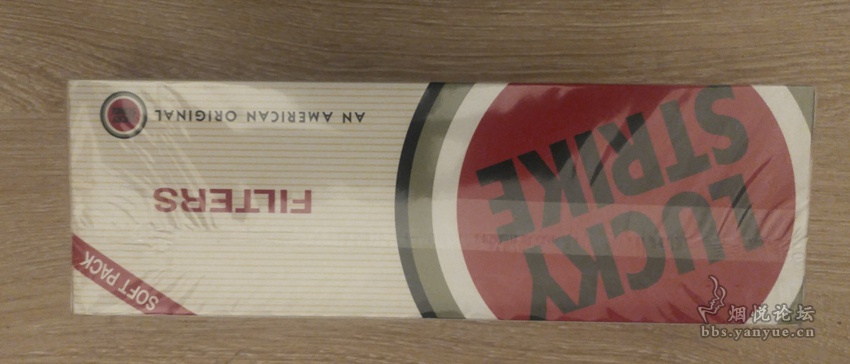 LUCKY
STRIKE
SOFT PACK
FILTERS
AN AMERICAN ORIGINAL
烟悦论坛
bbs.yanyue.cn